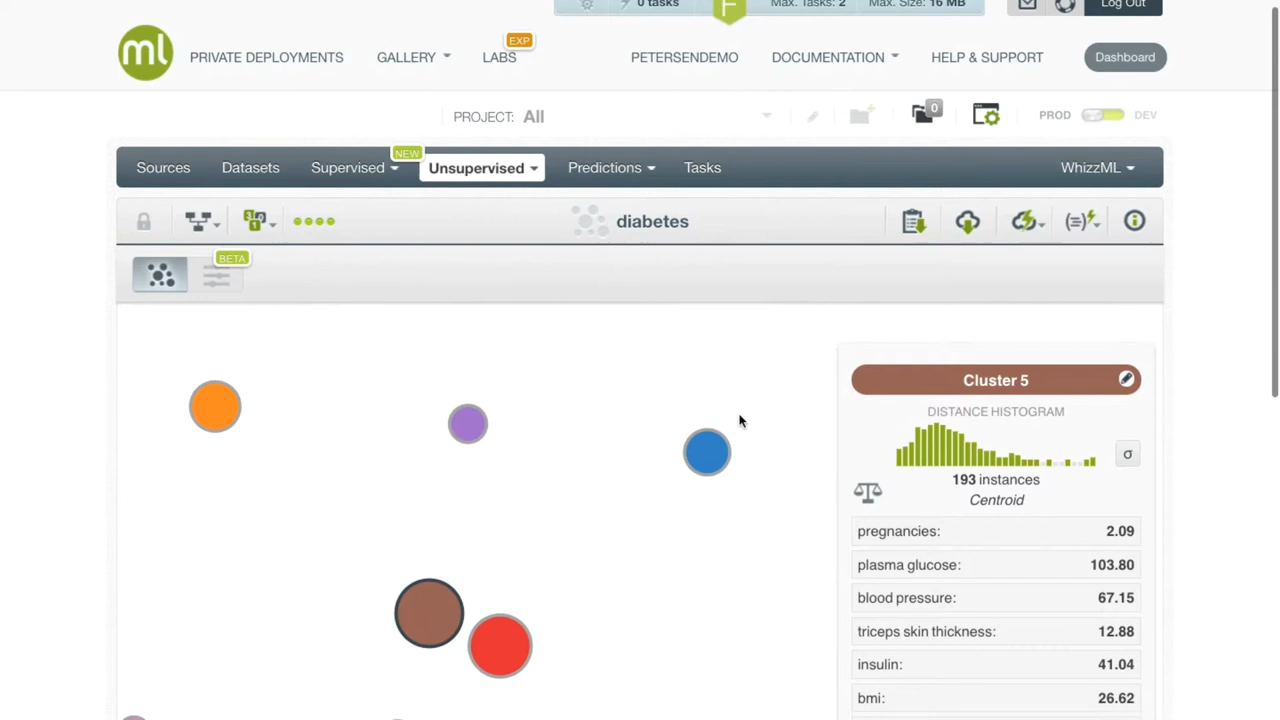 0 tasks
F
Max. Tasks: 2
Max. Size: 16 MB
Log Out
ml
PRIVATE DEPLOYMENTS
GALLERY
LABS
EXP
PETERSENDEMO
DOCUMENTATION
HELP & SUPPORT
Dashboard
PROJECT: All
0
PROD
DEV
Sources
Datasets
Supervised
NEW
Unsupervised
Predictions
Tasks
WhizzML
diabetes
BETA
Cluster 5
DISTANCE HISTOGRAM
σ
193 instances
Centroid
pregnancies: 2.09
plasma glucose: 103.80
blood pressure: 67.15
triceps skin thickness: 12.88
insulin: 41.04
bmi: 26.62